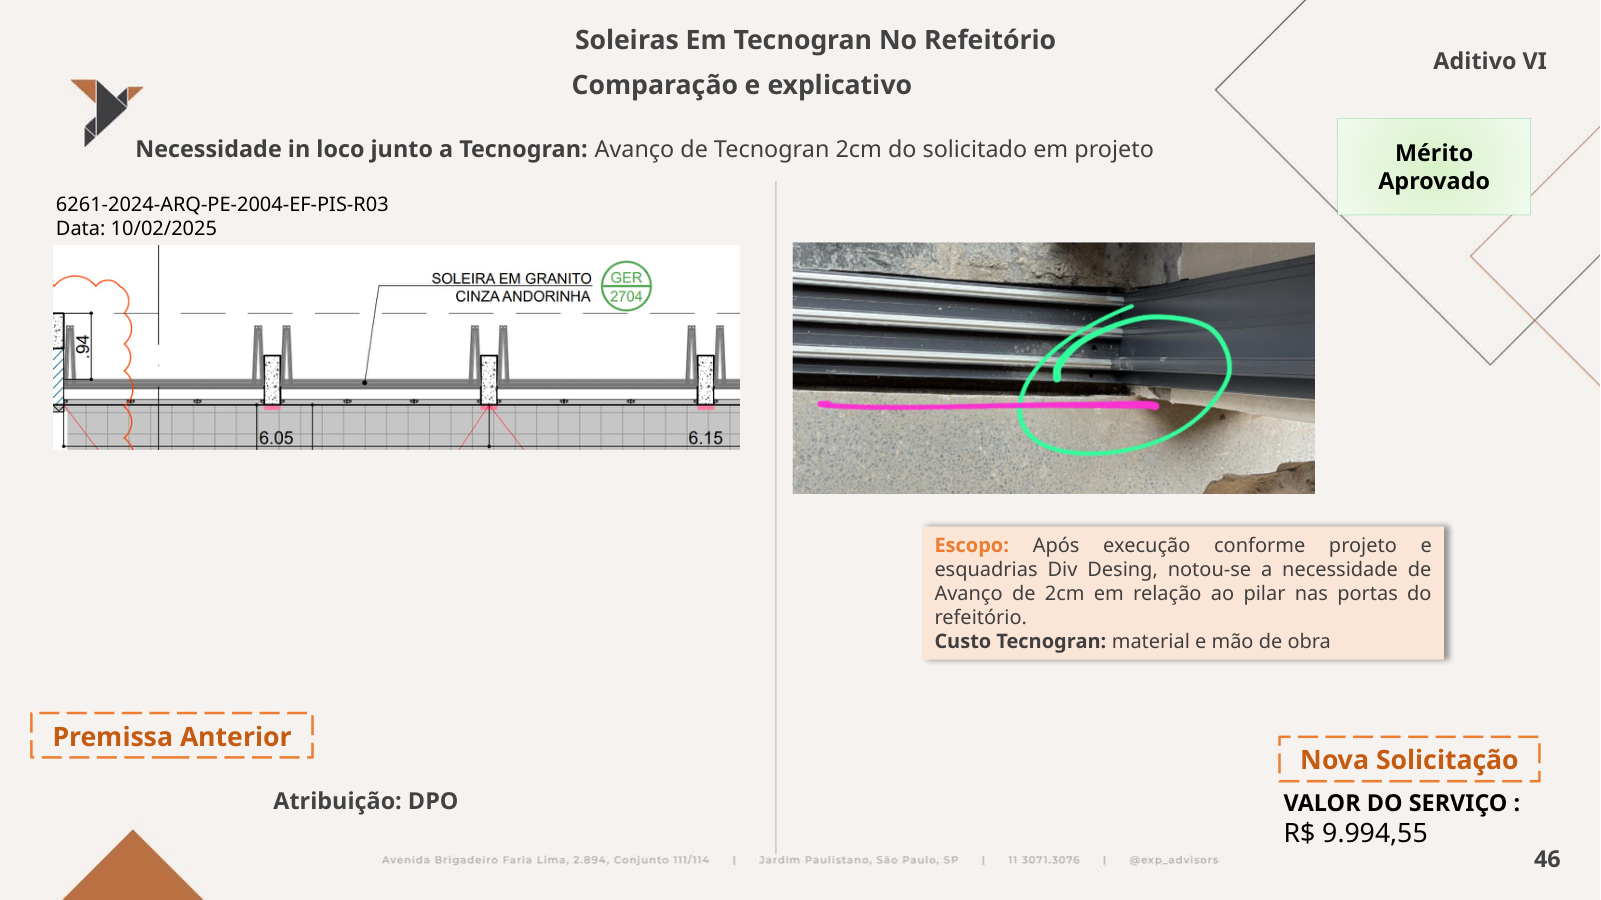 Soleiras Em Tecnogran No Refeitório
Comparação e explicativo
Aditivo VI
Mérito
Aprovado
Necessidade in loco junto a Tecnogran: Avanço de Tecnogran 2cm do solicitado em projeto
6261-2024-ARQ-PE-2004-EF-PIS-R03
Data: 10/02/2025
SOLEIRA EM GRANITO
CINZA ANDORINHA
GER
2704
.94
6.05
6.15
Escopo: Após execução conforme projeto e
esquadrias Div Desing, notou-se a necessidade de
Avanço de 2cm em relação ao pilar nas portas do
refeitório.
Custo Tecnogran: material e mão de obra
Premissa Anterior
Nova Solicitação
Atribuição: DPO
VALOR DO SERVIÇO :
R$ 9.994,55
Avenida Brigadeiro Faria Lima, 2.894, Conjunto 111/114 | Jardim Paulistano, São Paulo, SP | 11 3071.3076 | @exp_advisors
46